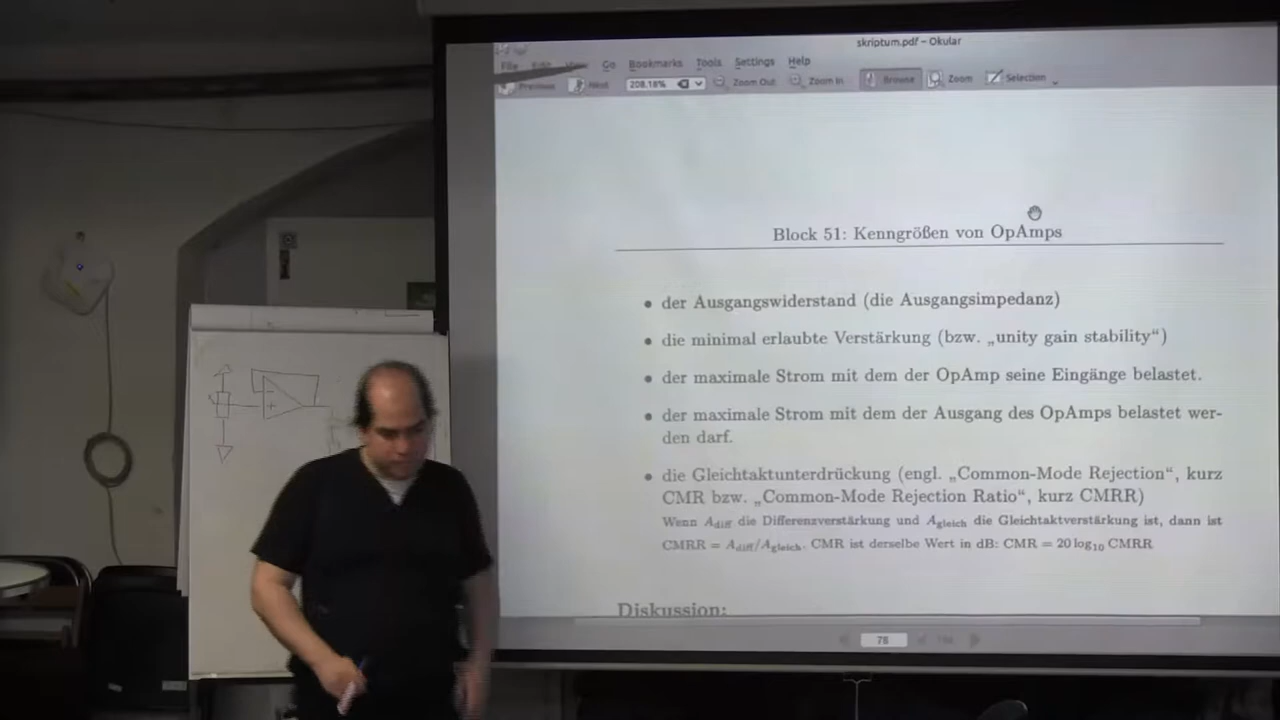 skriptum.pdf – Okular
File Edit View Go Bookmarks Tools Settings Help
Previous Next 208.18% Zoom Out Zoom In Browse Zoom Selection
Block 51: Kenngrößen von OpAmps
• der Ausgangswiderstand (die Ausgangsimpedanz)
• die minimal erlaubte Verstärkung (bzw. „unity gain stability“)
• der maximale Strom mit dem der OpAmp seine Eingänge belastet.
• der maximale Strom mit dem der Ausgang des OpAmps belastet wer-
den darf.
• die Gleichtaktunterdrückung (engl. „Common-Mode Rejection“, kurz
CMR bzw. „Common-Mode Rejection Ratio“, kurz CMRR)
Wenn A_diff die Differenzverstärkung und A_gleich die Gleichtaktverstärkung ist, dann ist
CMRR = A_diff/A_gleich. CMR ist derselbe Wert in dB: CMR = 20 log₁₀ CMRR
Diskussion:
78